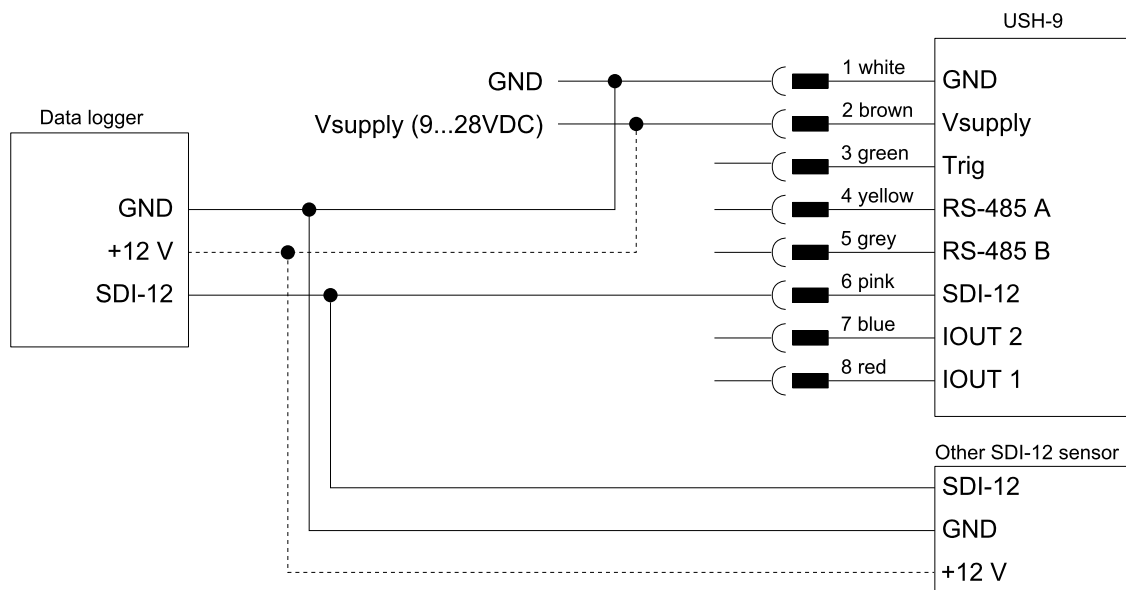 USH-9
GND
1 white
GND
Data logger
Vsupply (9...28VDC)
2 brown
Vsupply
3 green
Trig
GND
4 yellow
RS-485 A
+12 V
5 grey
RS-485 B
SDI-12
6 pink
SDI-12
7 blue
IOUT 2
8 red
IOUT 1
Other SDI-12 sensor
SDI-12
GND
+12 V